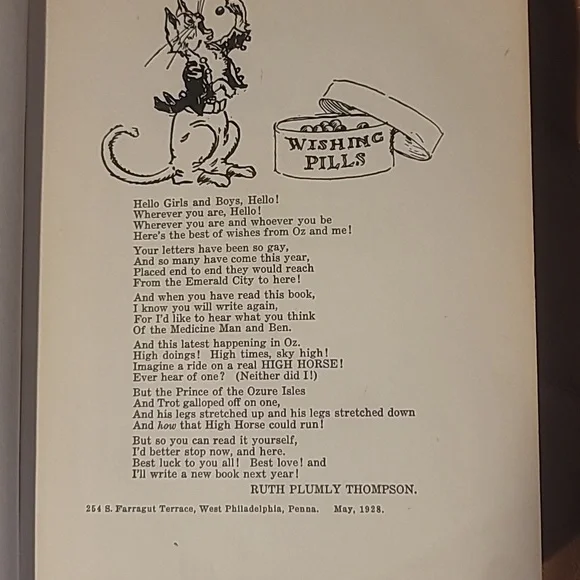 WISHING
PILLS
Hello Girls and Boys, Hello!
Wherever you are, Hello!
Wherever you are and whoever you be
Here's the best of wishes from Oz and me!
Your letters have been so gay,
And so many have come this year,
Placed end to end they would reach
From the Emerald City to here!
And when you have read this book,
I know you will write again,
For I'd like to hear what you think
Of the Medicine Man and Ben.
And this latest happening in Oz.
High doings! High times, sky high!
Imagine a ride on a real HIGH HORSE!
Ever hear of one? (Neither did I!)
But the Prince of the Ozure Isles
And Trot galloped off on one,
And his legs stretched up and his legs stretched down
And how that High Horse could run!
But so you can read it yourself,
I'd better stop now, and here.
Best luck to you all! Best love! and
I'll write a new book next year!
RUTH PLUMLY THOMPSON.
254 S. Farragut Terrace, West Philadelphia, Penna. May, 1928.